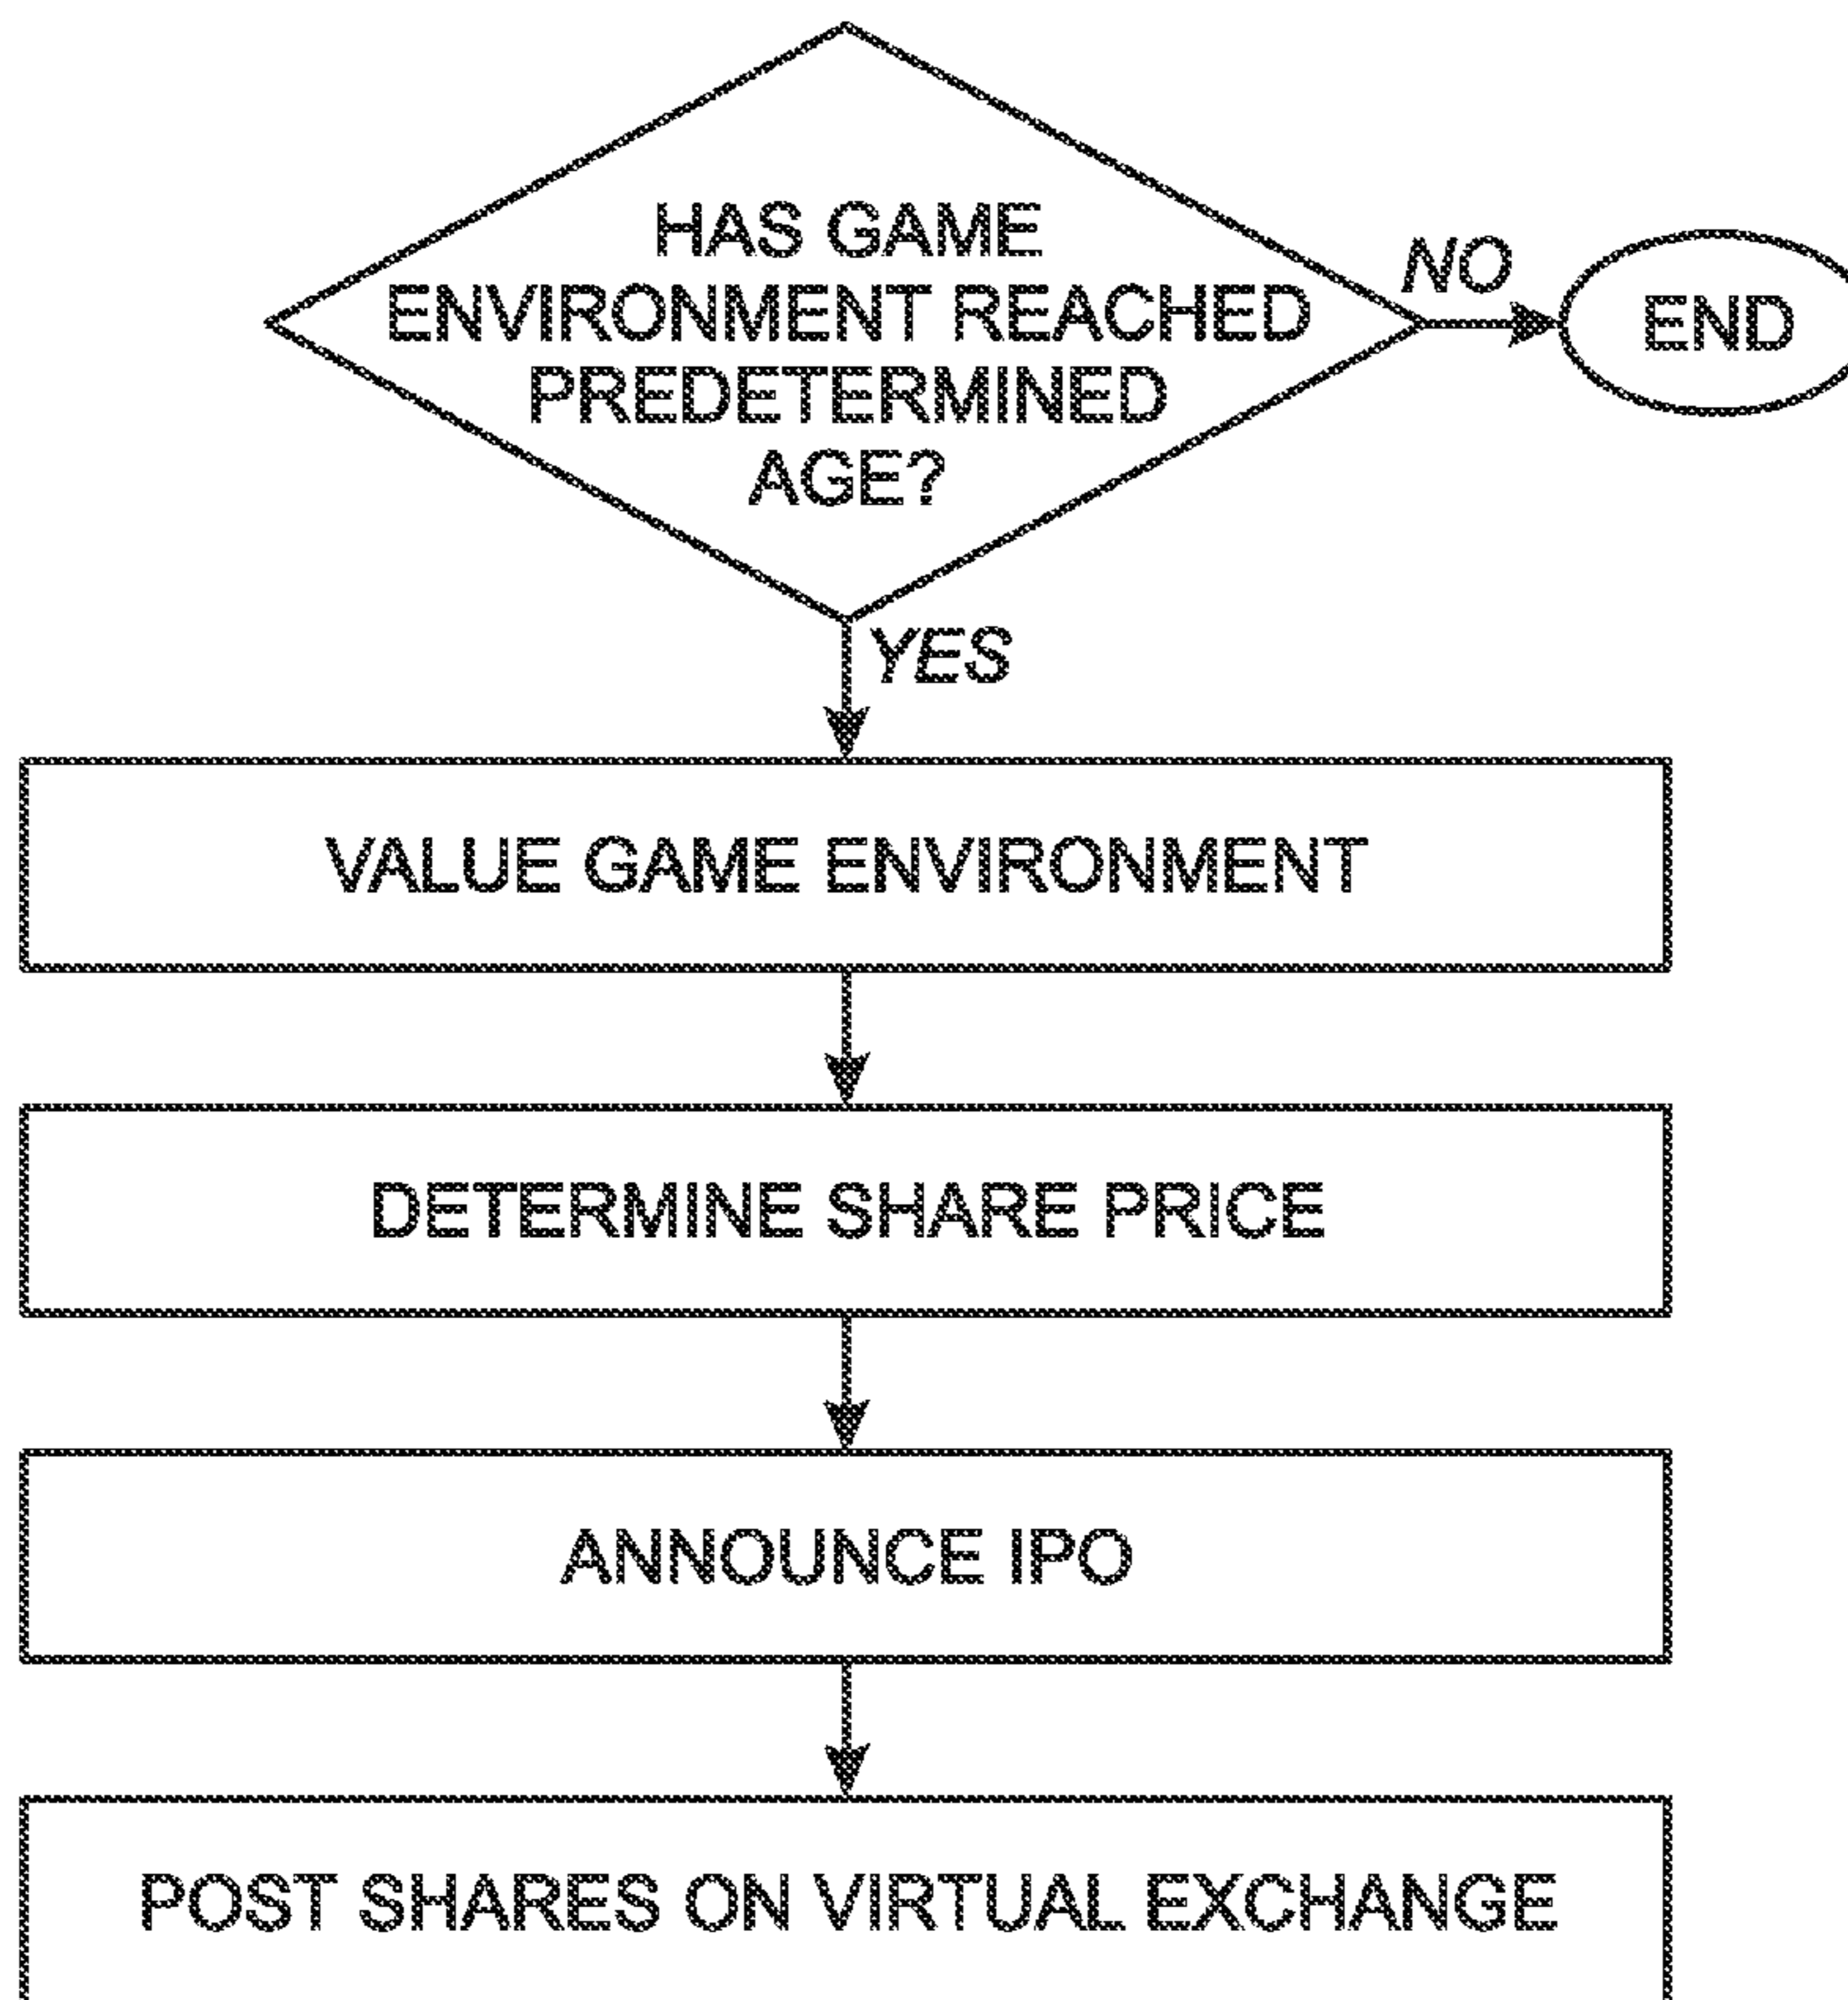 HAS GAME
ENVIRONMENT REACHED
PREDETERMINED
AGE?
NO
END
YES
VALUE GAME ENVIRONMENT
DETERMINE SHARE PRICE
ANNOUNCE IPO
POST SHARES ON VIRTUAL EXCHANGE